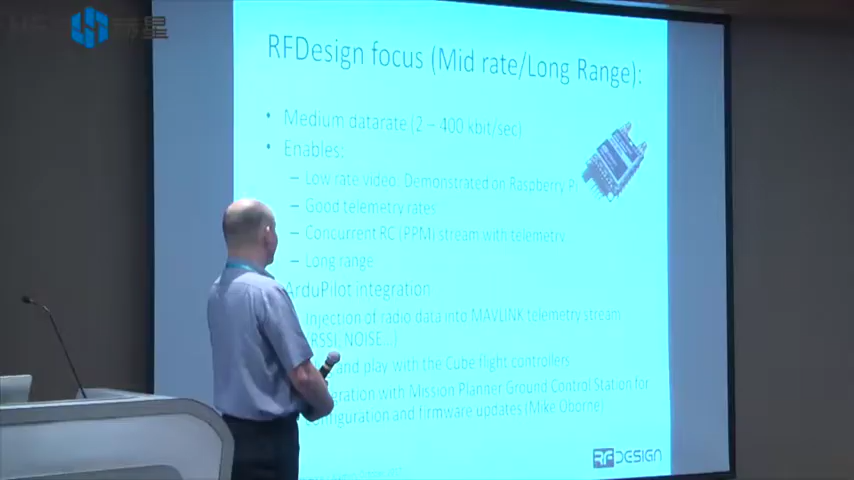 RFDesign focus (Mid rate/Long Range):
• Medium datarate (2 – 400 kbit/sec)
• Enables:
– Low rate video. Demonstrated on Raspberry Pi
– Good telemetry rates
– Concurrent RC (PPM) stream with telemetry
– Long range
ArduPilot integration
Injection of radio data into MAVLINK telemetry stream
(RSSI, NOISE...)
and play with the Cube flight controllers
with Mission Planner Ground Control Station for
configuration and firmware updates (Mike Oborne)
RFDESIGN